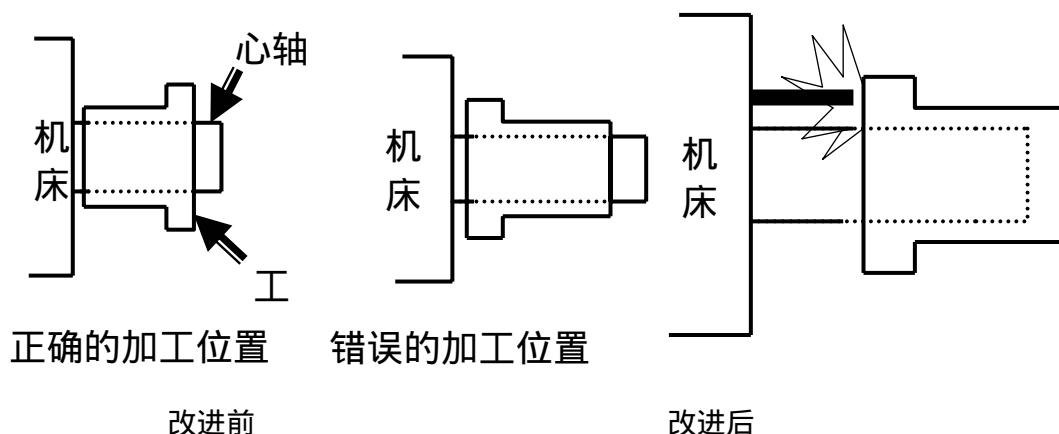 心轴
机床
机床
机床
工
正确的加工位置
错误的加工位置
改进前
改进后